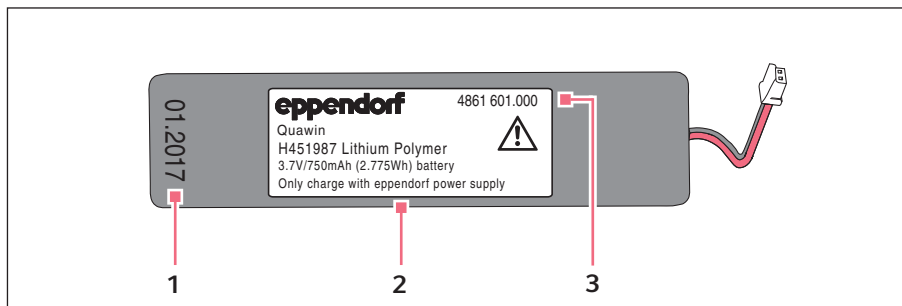 01.2017
eppendorf 4861 601.000
Quawin
H451987 Lithium Polymer
3.7V/750mAh (2.775Wh) battery
Only charge with eppendorf power supply
1 2 3